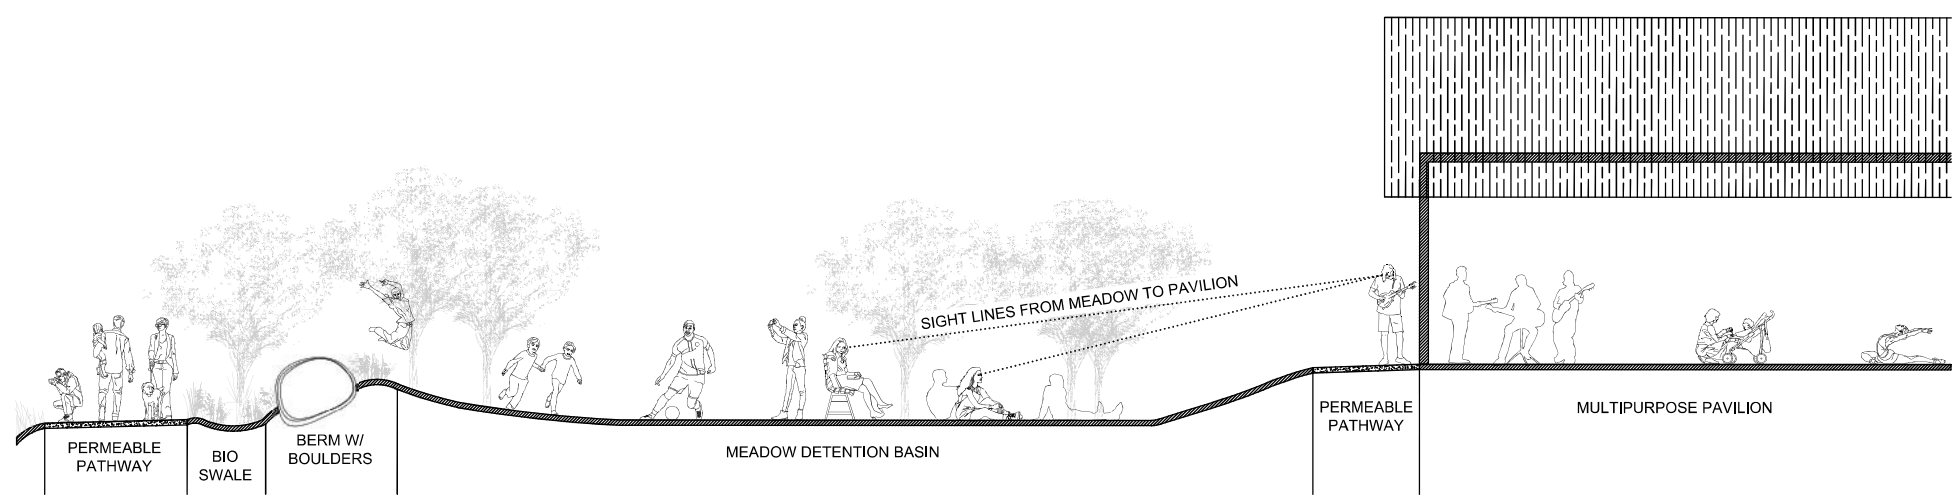 SIGHT LINES FROM MEADOW TO PAVILION
PERMEABLE
PATHWAY
BIO
SWALE
BERM W/
BOULDERS
MEADOW DETENTION BASIN
PERMEABLE
PATHWAY
MULTIPURPOSE PAVILION